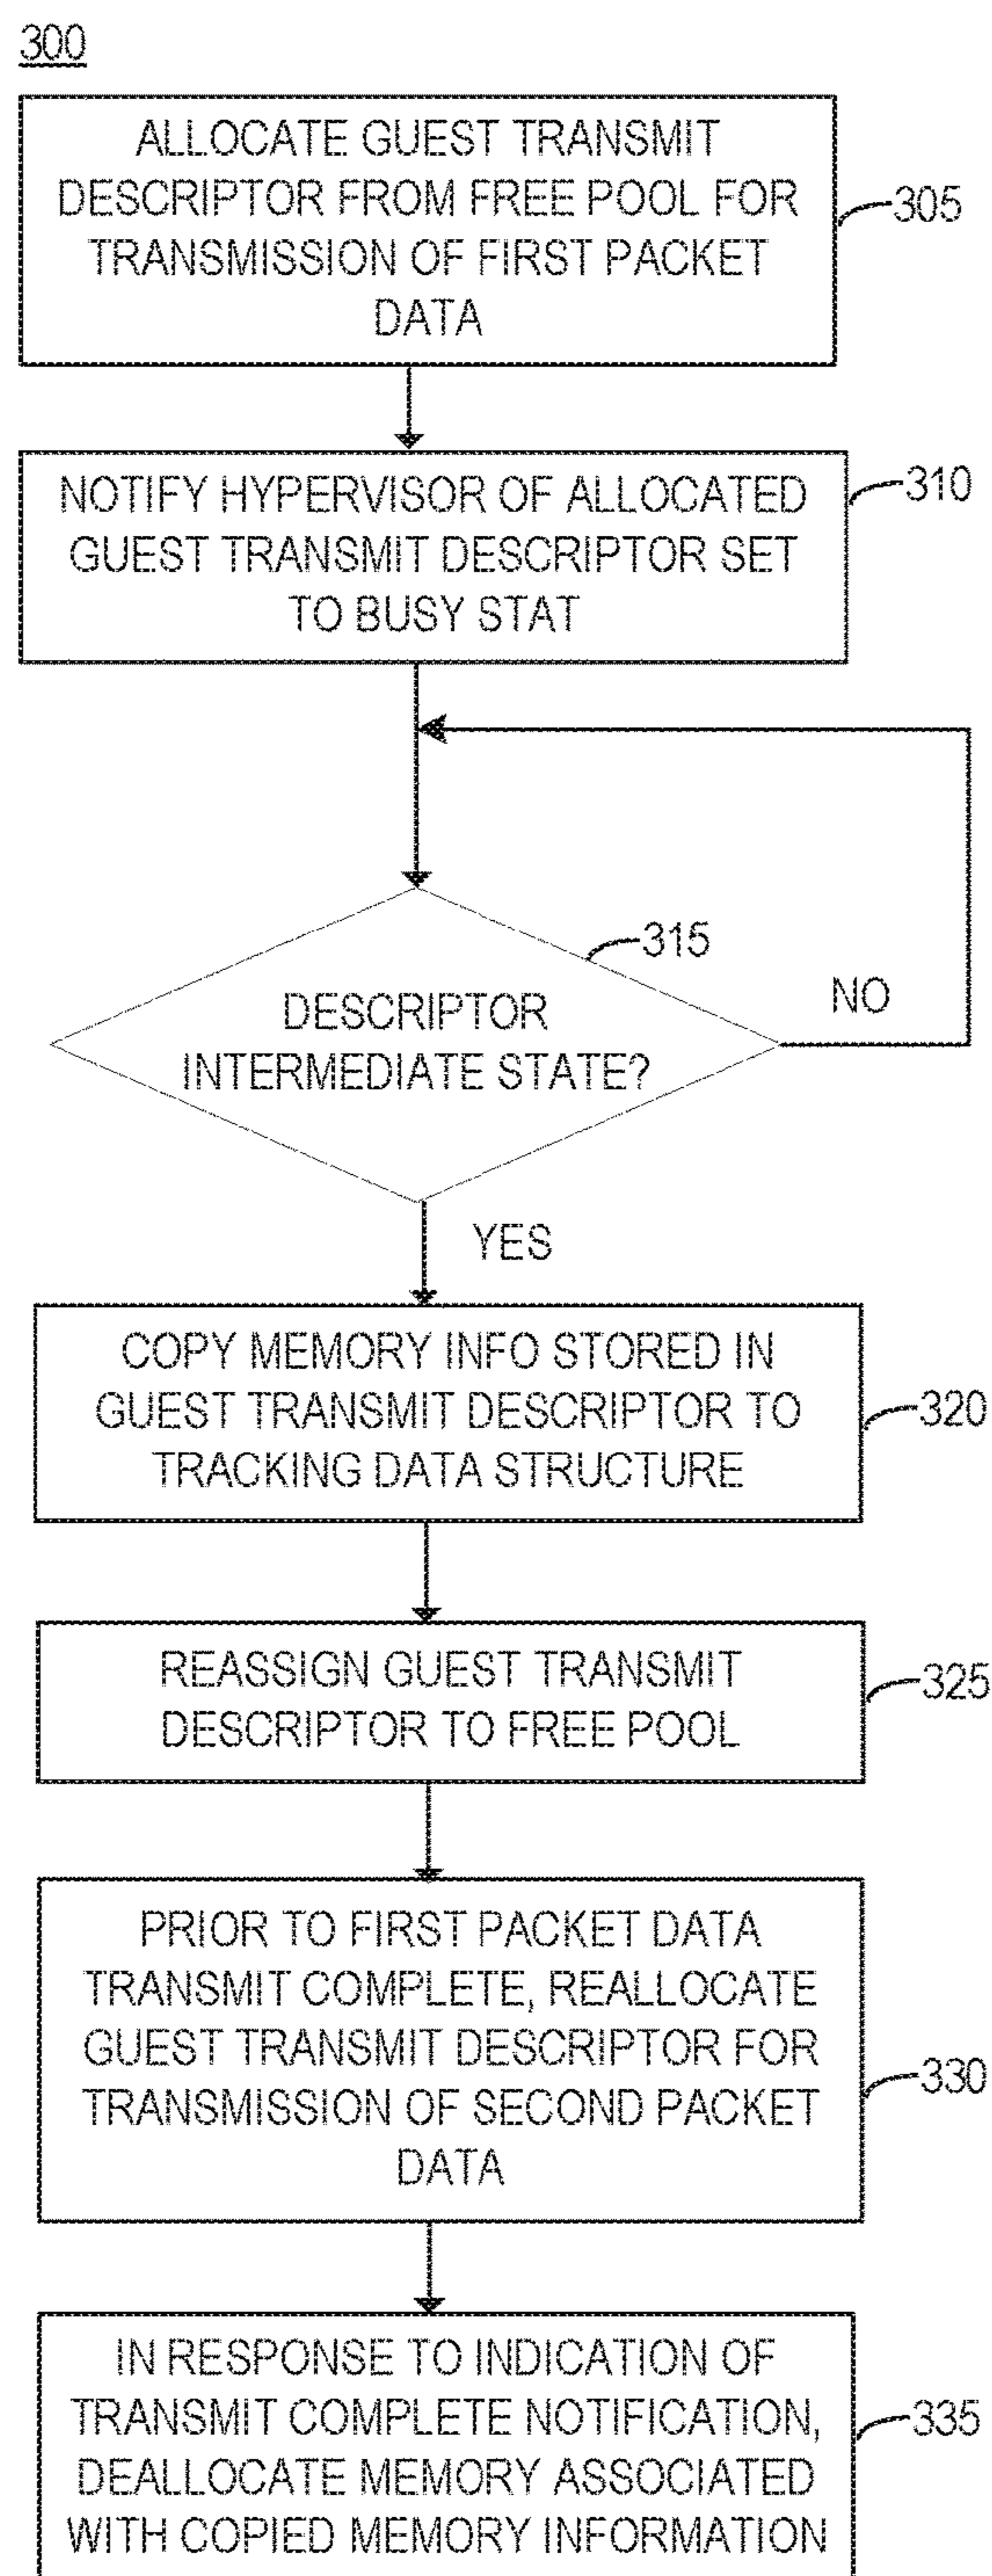 300
ALLOCATE GUEST TRANSMIT
DESCRIPTOR FROM FREE POOL FOR
TRANSMISSION OF FIRST PACKET
DATA
305
NOTIFY HYPERVISOR OF ALLOCATED
GUEST TRANSMIT DESCRIPTOR SET
TO BUSY STAT
310
315
DESCRIPTOR
INTERMEDIATE STATE?
NO
YES
COPY MEMORY INFO STORED IN
GUEST TRANSMIT DESCRIPTOR TO
TRACKING DATA STRUCTURE
320
REASSIGN GUEST TRANSMIT
DESCRIPTOR TO FREE POOL
325
PRIOR TO FIRST PACKET DATA
TRANSMIT COMPLETE, REALLOCATE
GUEST TRANSMIT DESCRIPTOR FOR
TRANSMISSION OF SECOND PACKET
DATA
330
IN RESPONSE TO INDICATION OF
TRANSMIT COMPLETE NOTIFICATION,
DEALLOCATE MEMORY ASSOCIATED
WITH COPIED MEMORY INFORMATION
335